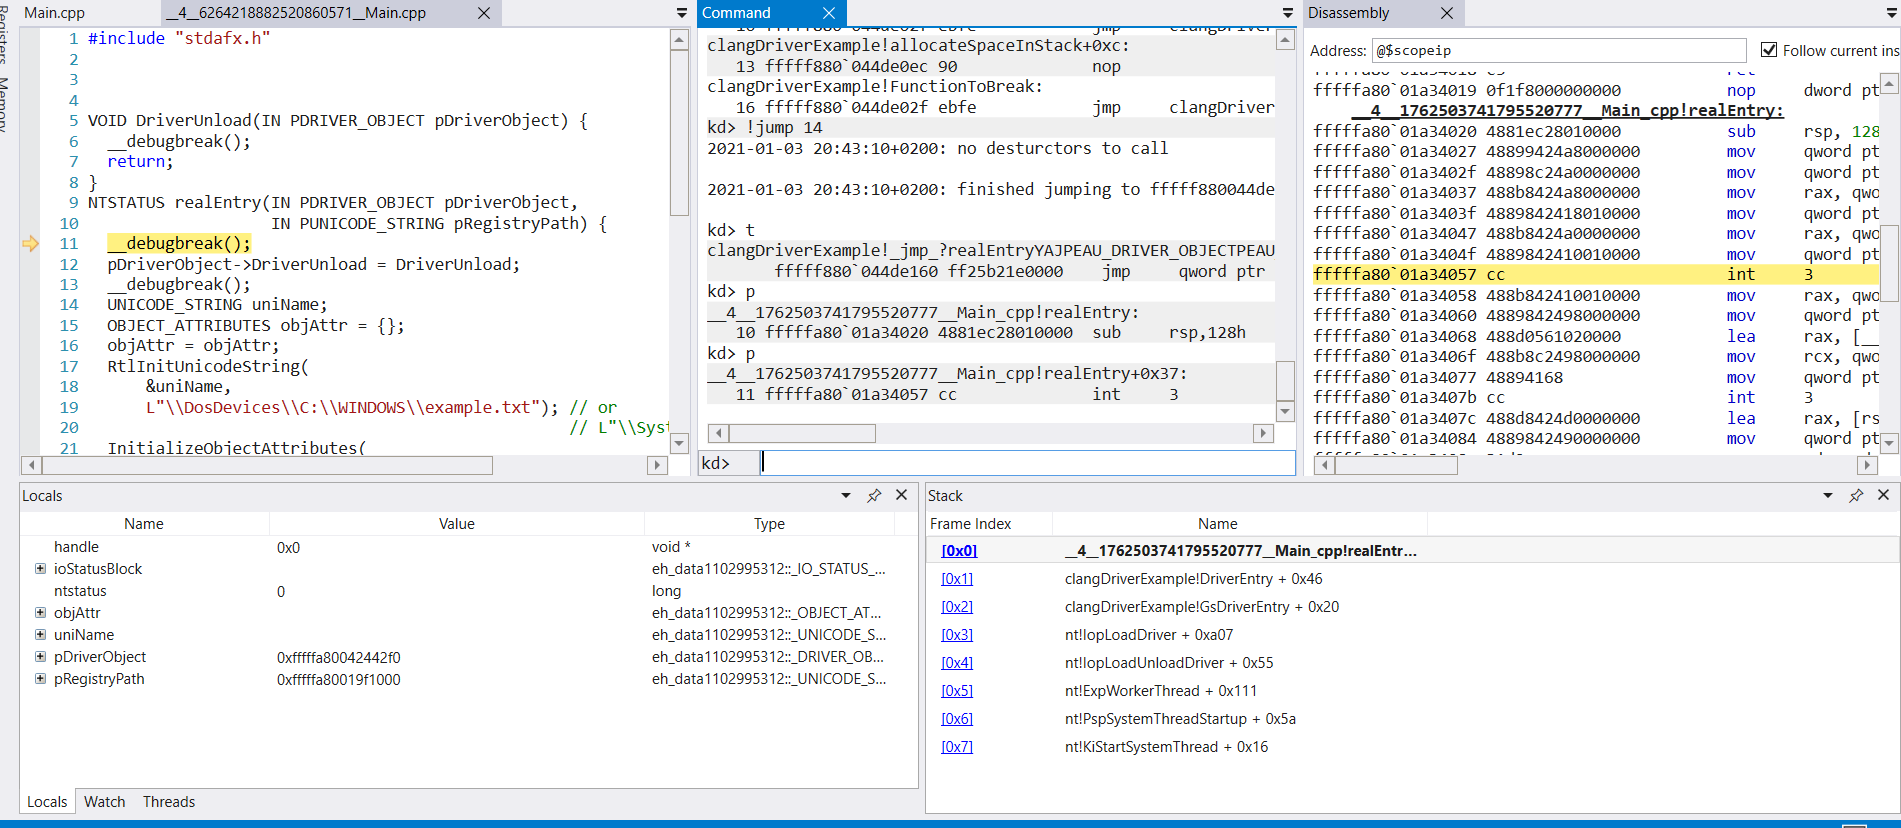 Registers
Memory
Main.cpp
__4__6264218882520860571__Main.cpp
1 #include "stdafx.h"
2
3
4
5 VOID DriverUnload(IN PDRIVER_OBJECT pDriverObject) {
6 __debugbreak();
7 return;
8 }
9 NTSTATUS realEntry(IN PDRIVER_OBJECT pDriverObject,
10 IN PUNICODE_STRING pRegistryPath) {
11 __debugbreak();
12 pDriverObject->DriverUnload = DriverUnload;
13 __debugbreak();
14 UNICODE_STRING uniName;
15 OBJECT_ATTRIBUTES objAttr = {};
16 objAttr = objAttr;
17 RtlInitUnicodeString(
18 &uniName,
19 L"\\DosDevices\\C:\\WINDOWS\\example.txt"); // or
20 // L"\\Syst
21 InitializeObjectAttributes(
Command
clangDriverExample!allocateSpaceInStack+0xc:
13 fffff880`044de0ec 90 nop
clangDriverExample!FunctionToBreak:
16 fffff880`044de02f ebfe jmp clangDriver
kd> !jump 14
2021-01-03 20:43:10+0200: no desturctors to call
2021-01-03 20:43:10+0200: finished jumping to fffff880044de
kd> t
clangDriverExample!_jmp_?realEntryYAJPEAU_DRIVER_OBJECTPEAU
fffff880`044de160 ff25b21e0000 jmp qword ptr
kd> p
__4__1762503741795520777__Main_cpp!realEntry:
10 fffffa80`01a34020 4881ec28010000 sub rsp,128h
kd> p
__4__1762503741795520777__Main_cpp!realEntry+0x37:
11 fffffa80`01a34057 cc int 3
kd>
Disassembly
Address: @$scopeip
Follow current ins
fffffa80`01a34018 c3 ret
fffffa80`01a34019 0f1f8000000000 nop dword pt
__4__1762503741795520777__Main_cpp!realEntry:
fffffa80`01a34020 4881ec28010000 sub rsp, 128
fffffa80`01a34027 48899424a8000000 mov qword pt
fffffa80`01a3402f 48898c24a0000000 mov qword pt
fffffa80`01a34037 488b8424a8000000 mov rax, qwo
fffffa80`01a3403f 4889842418010000 mov qword pt
fffffa80`01a34047 488b8424a0000000 mov rax, qwo
fffffa80`01a3404f 4889842410010000 mov qword pt
fffffa80`01a34057 cc int 3
fffffa80`01a34058 488b842410010000 mov rax, qwo
fffffa80`01a34060 4889842498000000 mov qword pt
fffffa80`01a34068 488d0561020000 lea rax, [__
fffffa80`01a3406f 488b8c2498000000 mov rcx, qwo
fffffa80`01a34077 48894168 mov qword pt
fffffa80`01a3407b cc int 3
fffffa80`01a3407c 488d8424d0000000 lea rax, [rs
fffffa80`01a34084 4889842490000000 mov qword pt
Locals
Name Value Type
handle 0x0 void *
ioStatusBlock eh_data1102995312::_IO_STATUS_...
ntstatus 0 long
objAttr eh_data1102995312::_OBJECT_AT...
uniName eh_data1102995312::_UNICODE_S...
pDriverObject 0xfffffa80042442f0 eh_data1102995312::_DRIVER_OB...
pRegistryPath 0xfffffa80019f1000 eh_data1102995312::_UNICODE_S...
Locals Watch Threads
Stack
Frame Index Name
[0x0] __4__1762503741795520777__Main_cpp!realEntr...
[0x1] clangDriverExample!DriverEntry + 0x46
[0x2] clangDriverExample!GsDriverEntry + 0x20
[0x3] nt!IopLoadDriver + 0xa07
[0x4] nt!IopLoadUnloadDriver + 0x55
[0x5] nt!ExpWorkerThread + 0x111
[0x6] nt!PspSystemThreadStartup + 0x5a
[0x7] nt!KiStartSystemThread + 0x16